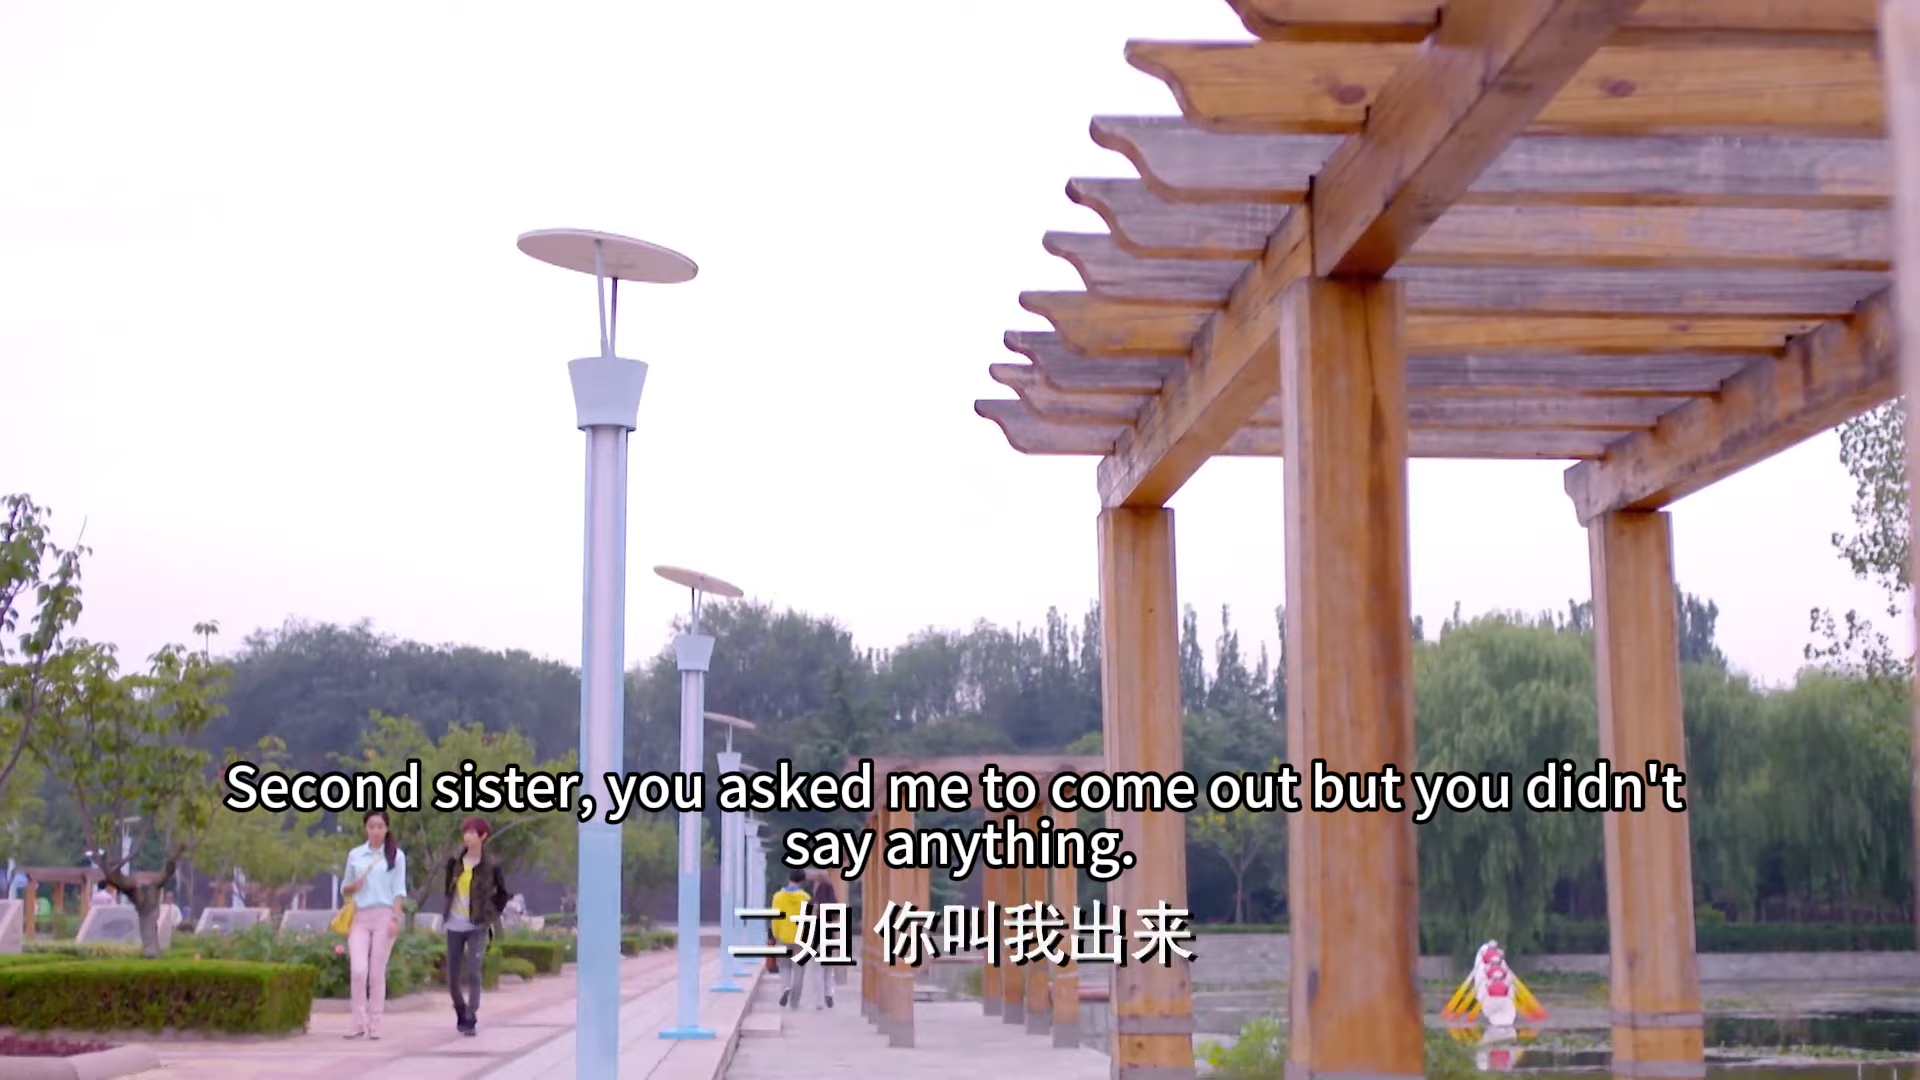 Second sister, you asked me to come out but you didn't
say anything.
二姐 你叫我出来